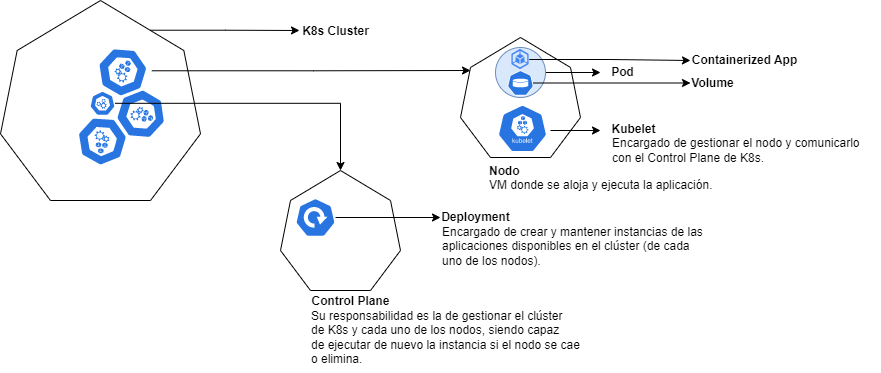 K8s Cluster
Containerized App
Pod
Volume
kubelet
Kubelet
Encargado de gestionar el nodo y comunicarlo
con el Control Plane de K8s.
Nodo
VM donde se aloja y ejecuta la aplicación.
Deployment
Encargado de crear y mantener instancias de las
aplicaciones disponibles en el clúster (de cada
uno de los nodos).
Control Plane
Su responsabilidad es la de gestionar el clúster
de K8s y cada uno de los nodos, siendo capaz
de ejecutar de nuevo la instancia si el nodo se cae
o elimina.